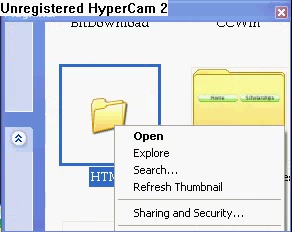 Unregistered HyperCam 2
BitDownload
CCWin
Home Scholarships
HTM
Open
Explore
Search...
Refresh Thumbnail
Sharing and Security...